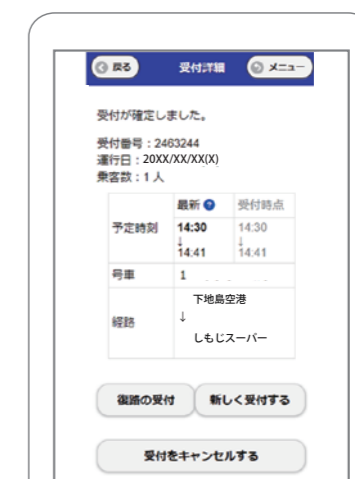 戻る 受付詳細 メニュー
受付が確定しました。
受付番号：2463244
運行日：20XX/XX/XX(X)
乗客数：1人
最新 ? 受付時点
予定時刻 14:30 14:30
↓ ↓
14:41 14:41
号車 1
下地島空港
経路 ↓
しもじスーパー
復路の受付 新しく受付する
受付をキャンセルする